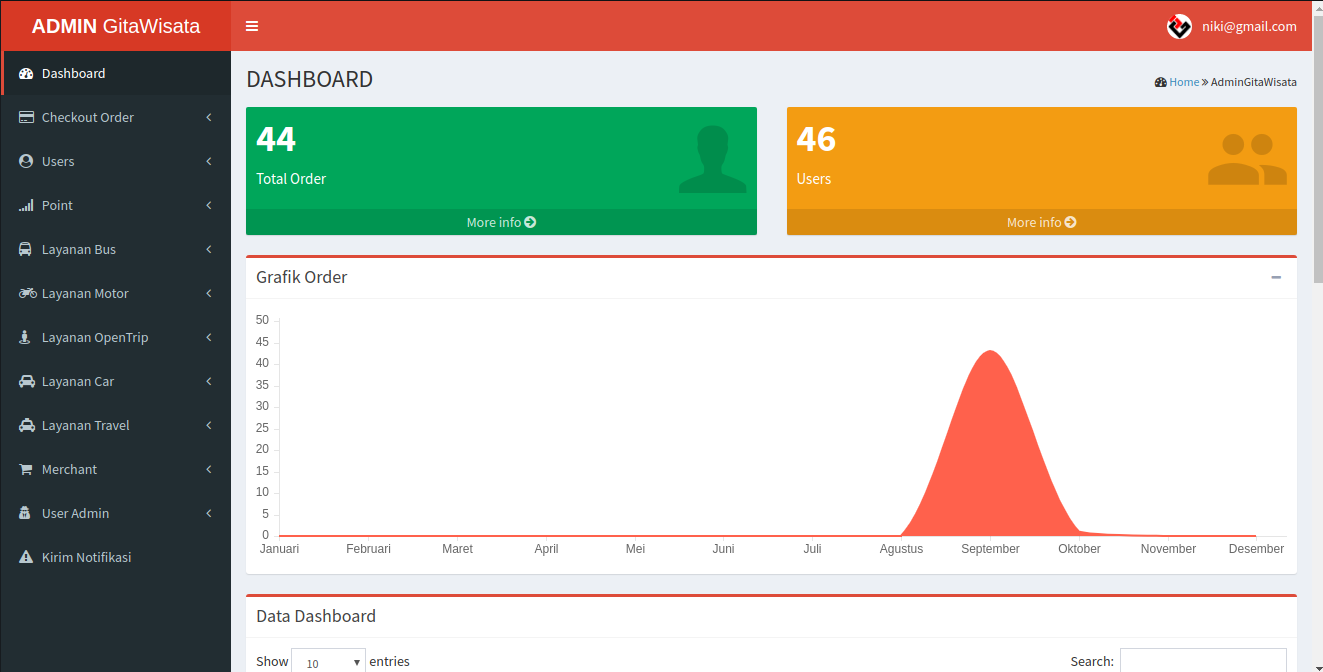 ADMIN GitaWisata
niki@gmail.com
Dashboard
Checkout Order
Users
Point
Layanan Bus
Layanan Motor
Layanan OpenTrip
Layanan Car
Layanan Travel
Merchant
User Admin
Kirim Notifikasi
DASHBOARD
Home » AdminGitaWisata
44
Total Order
More info
46
Users
More info
Grafik Order
50
45
40
35
30
25
20
15
10
5
0
Januari Februari Maret April Mei Juni Juli Agustus September Oktober November Desember
Data Dashboard
Show 10 entries Search: